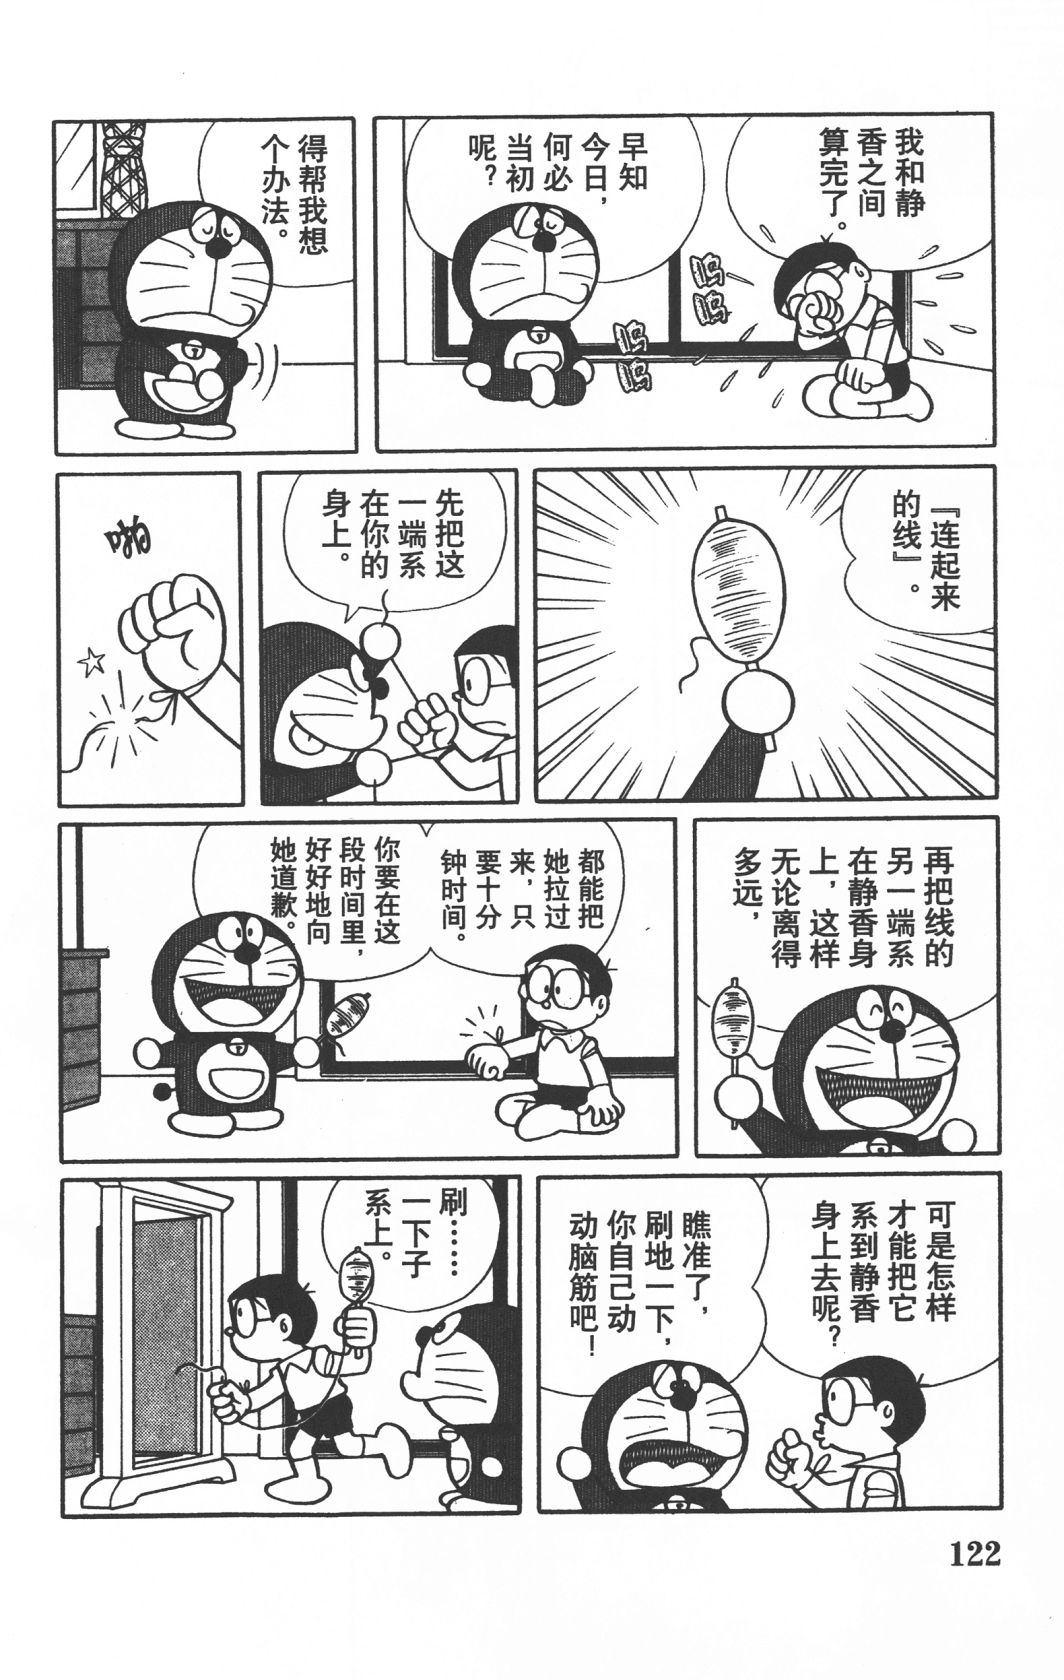 我和静
香之间
算完了。
呜
呜
呜
呜
早知
今日，
何必
当初
呢？
得帮我想
个办法。
『连起来
的线』。
先把这
一端系
在你的
身上。
啪
再把线的
另一端系
在静香身
上，这样
无论离得
多远，
都能把
她拉过
来，只
要十分
钟时间。
你要在这
段时间里，
好好地向
她道歉。
可是怎样
才能把它
系到静香
身上去呢？
瞧准了，
刷地一下，
你自己动
动脑筋吧！
刷……
一下子
系上。
122